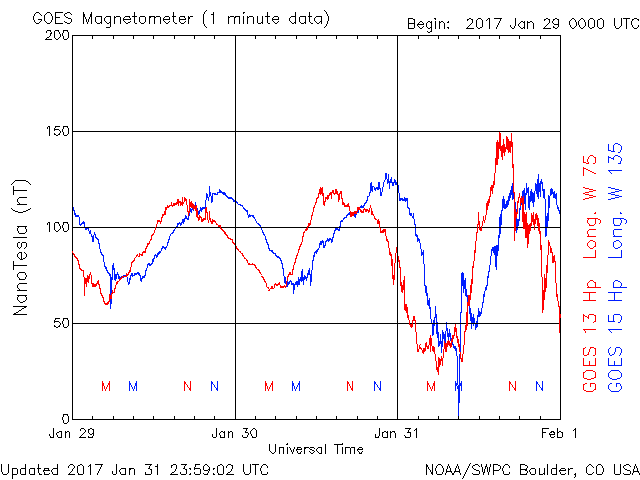 GOES Magnetometer (1 minute data)
Begin: 2017 Jan 29 0000 UTC
200
150
100
50
0
NanoTesla (nT)
M M N N M M N N M M N N
Jan 29 Jan 30 Jan 31 Feb 1
Universal Time
GOES 13 Hp Long. W 75
GOES 15 Hp Long. W 135
Updated 2017 Jan 31 23:59:02 UTC
NOAA/SWPC Boulder, CO USA